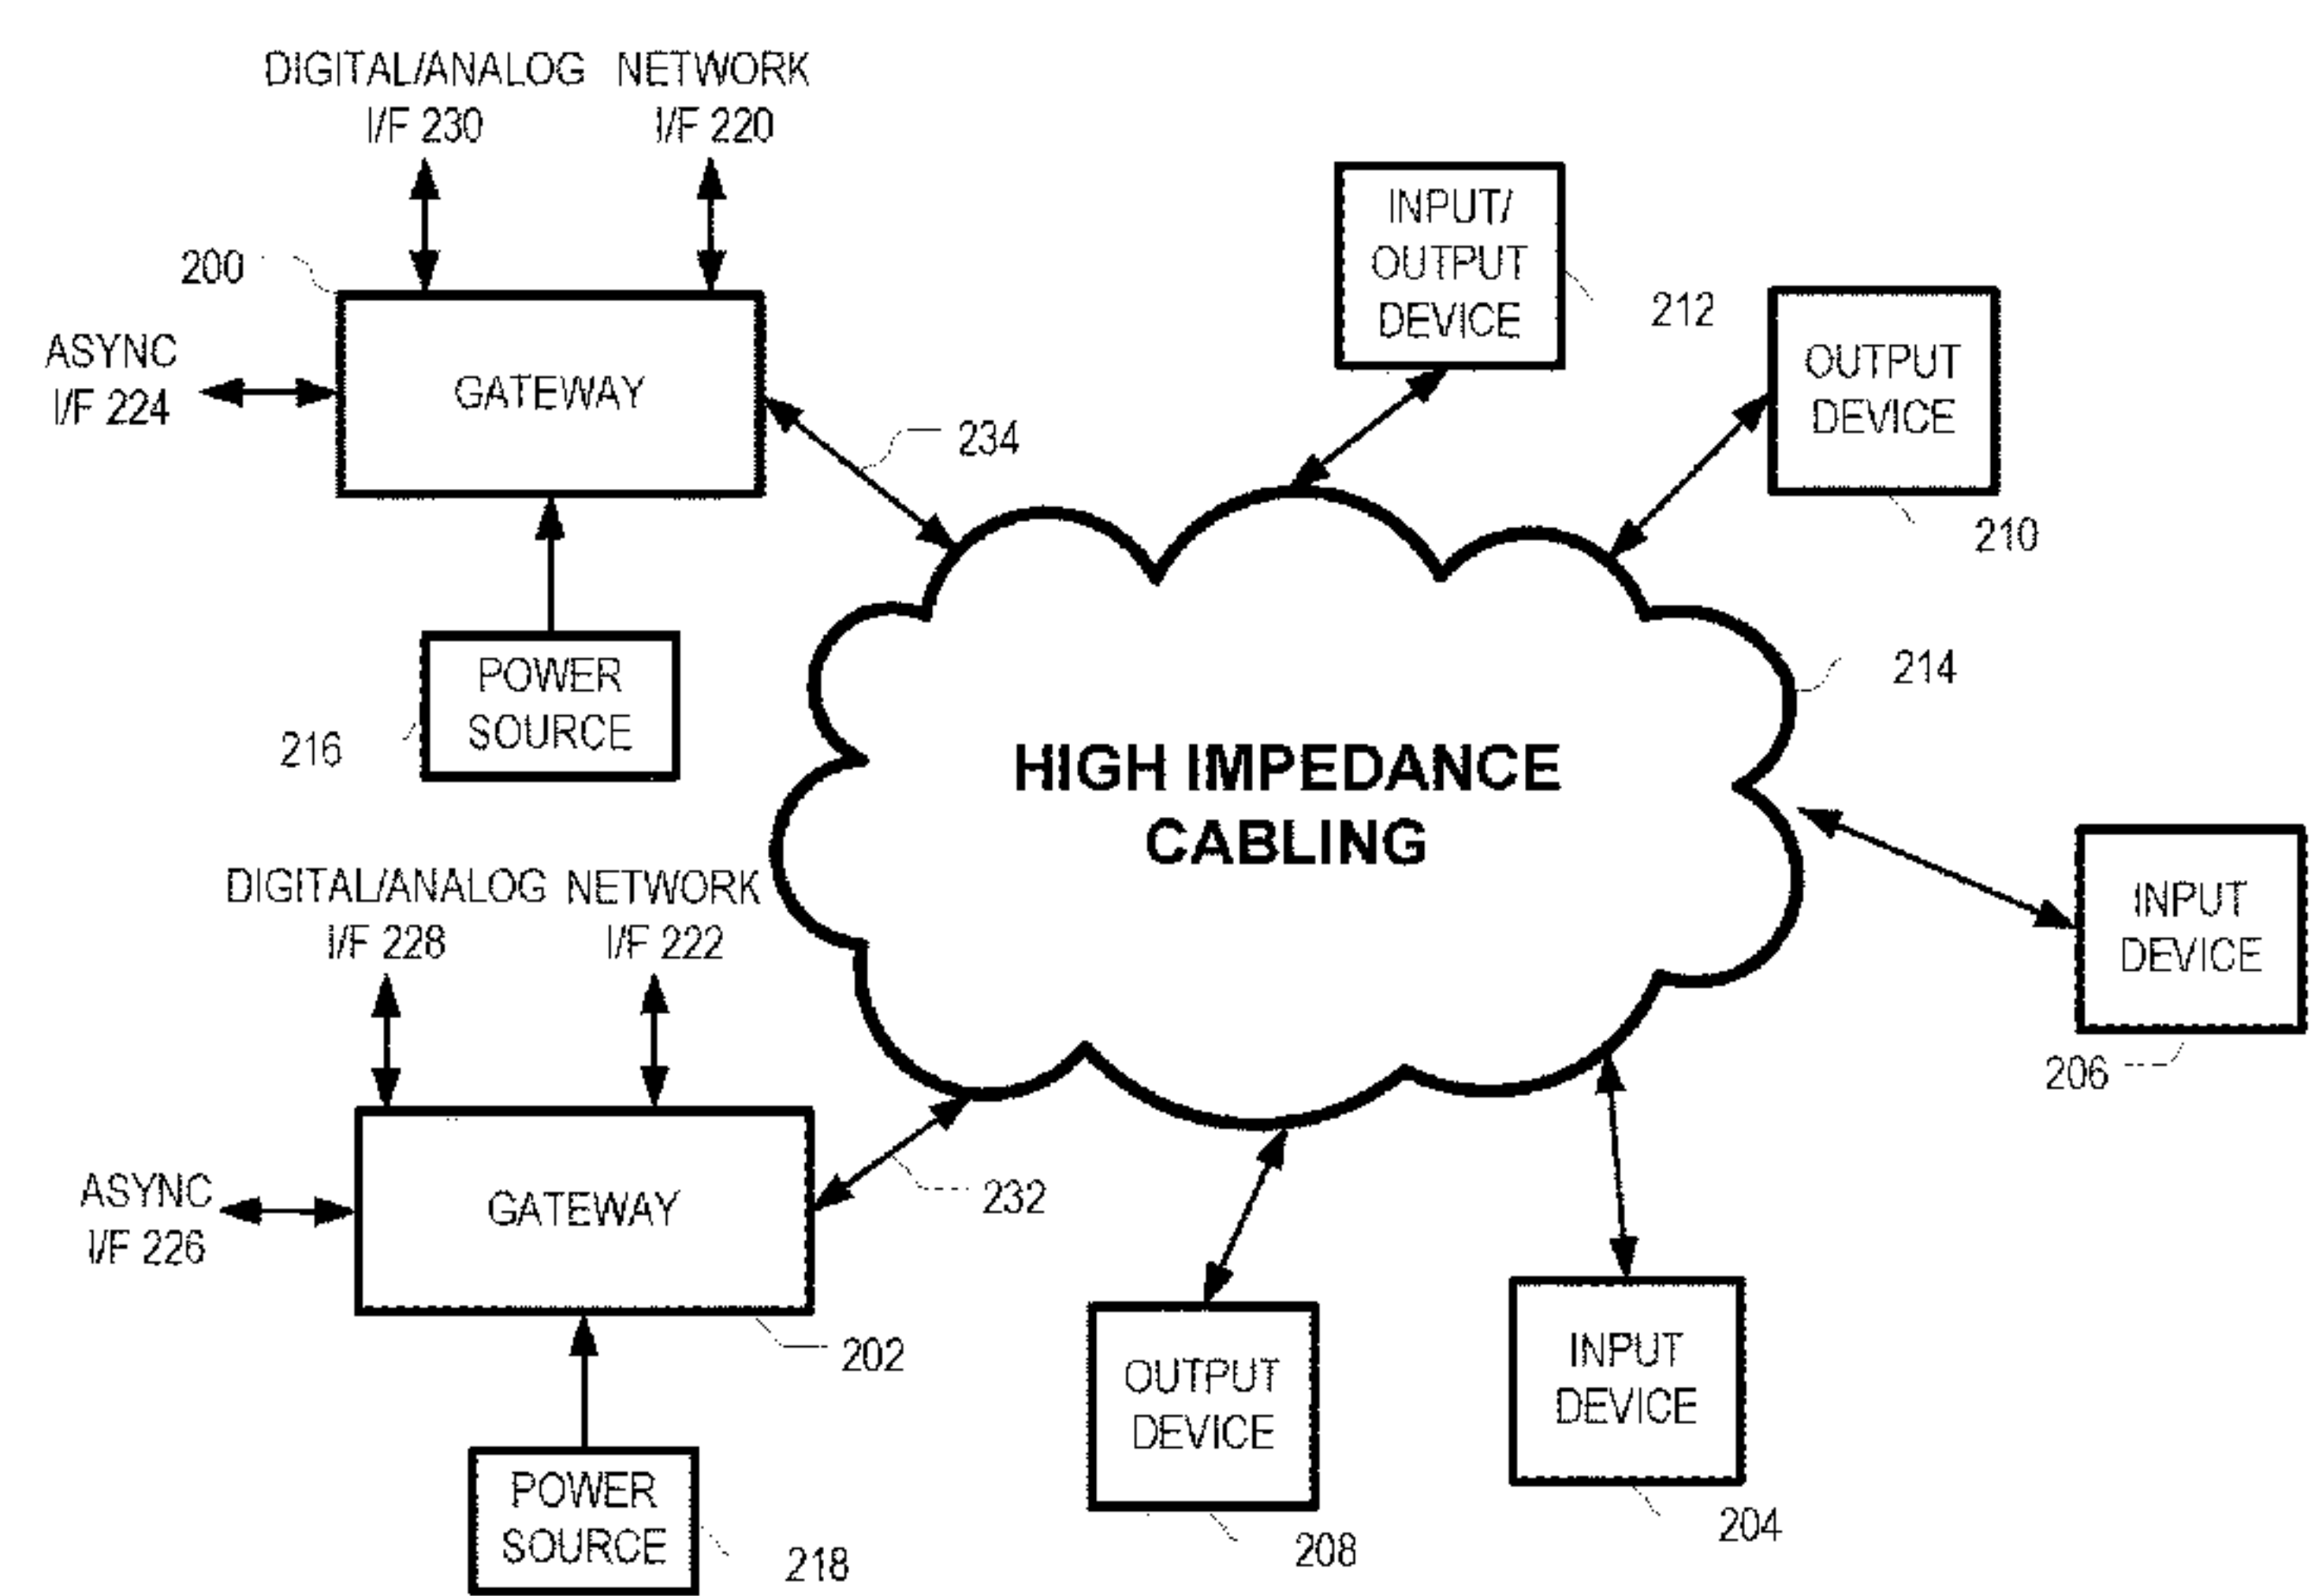 DIGITAL/ANALOG
I/F 230
NETWORK
I/F 220
200
ASYNC
I/F 224
GATEWAY
234
INPUT/
OUTPUT
DEVICE
212
OUTPUT
DEVICE
210
POWER
SOURCE
216
214
HIGH IMPEDANCE
CABLING
DIGITAL/ANALOG
I/F 228
NETWORK
I/F 222
INPUT
DEVICE
206
ASYNC
I/F 226
GATEWAY
232
202
OUTPUT
DEVICE
208
INPUT
DEVICE
204
POWER
SOURCE
218